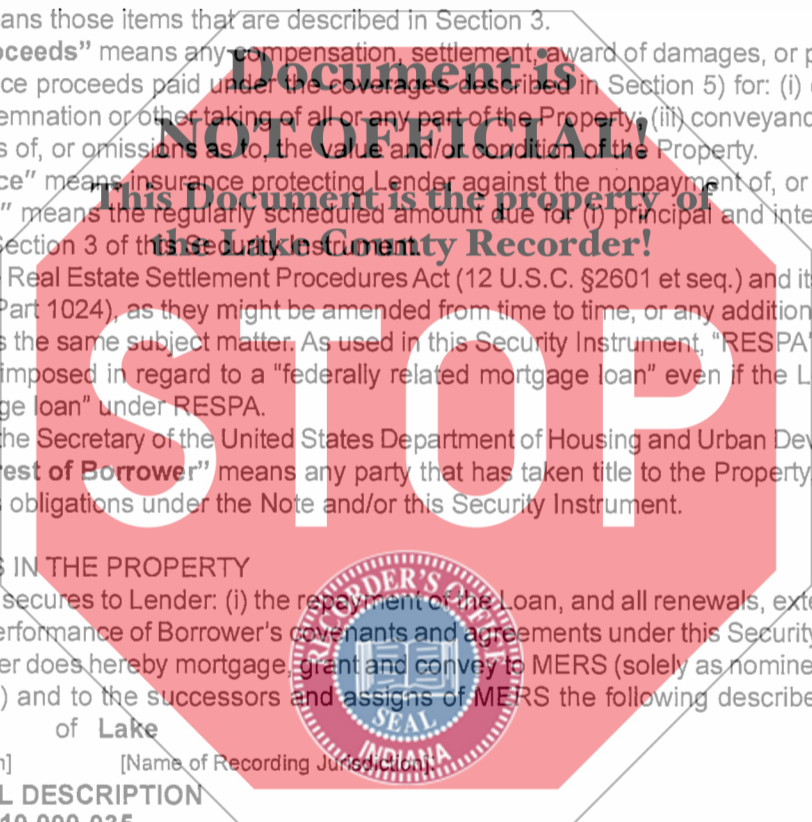 ans those items that are described in Section 3.
oceeds” means any compensation, settlement, award of damages, or p
ce proceeds paid under the coverages described in Section 5) for: (i)
emnation or other taking of all or any part of the Property; (iii) conveyanc
s of, or omissions as to, the value and/or condition of the Property.
ce” means insurance protecting Lender against the nonpayment of, or
” means the regularly scheduled amount due for (i) principal and inte
Section 3 of this Security Instrument.
Real Estate Settlement Procedures Act (12 U.S.C. §2601 et seq.) and it
Part 1024), as they might be amended from time to time, or any addition
s the same subject matter. As used in this Security Instrument, “RESPA”
imposed in regard to a “federally related mortgage loan” even if the L
ge loan” under RESPA.
he Secretary of the United States Department of Housing and Urban Dev
rest of Borrower” means any party that has taken title to the Property,
obligations under the Note and/or this Security Instrument.
S IN THE PROPERTY
secures to Lender: (i) the repayment of the Loan, and all renewals, exte
erformance of Borrower's covenants and agreements under this Security
er does hereby mortgage, grant and convey to MERS (solely as nomine
) and to the successors and assigns of MERS the following describe
of Lake
n] [Name of Recording Jurisdiction]:
L DESCRIPTION
Document is
NOT OFFICIAL!
This Document is the property of
the Lake County Recorder!
STOP
RECORDER'S OFFICE
SEAL
INDIANA